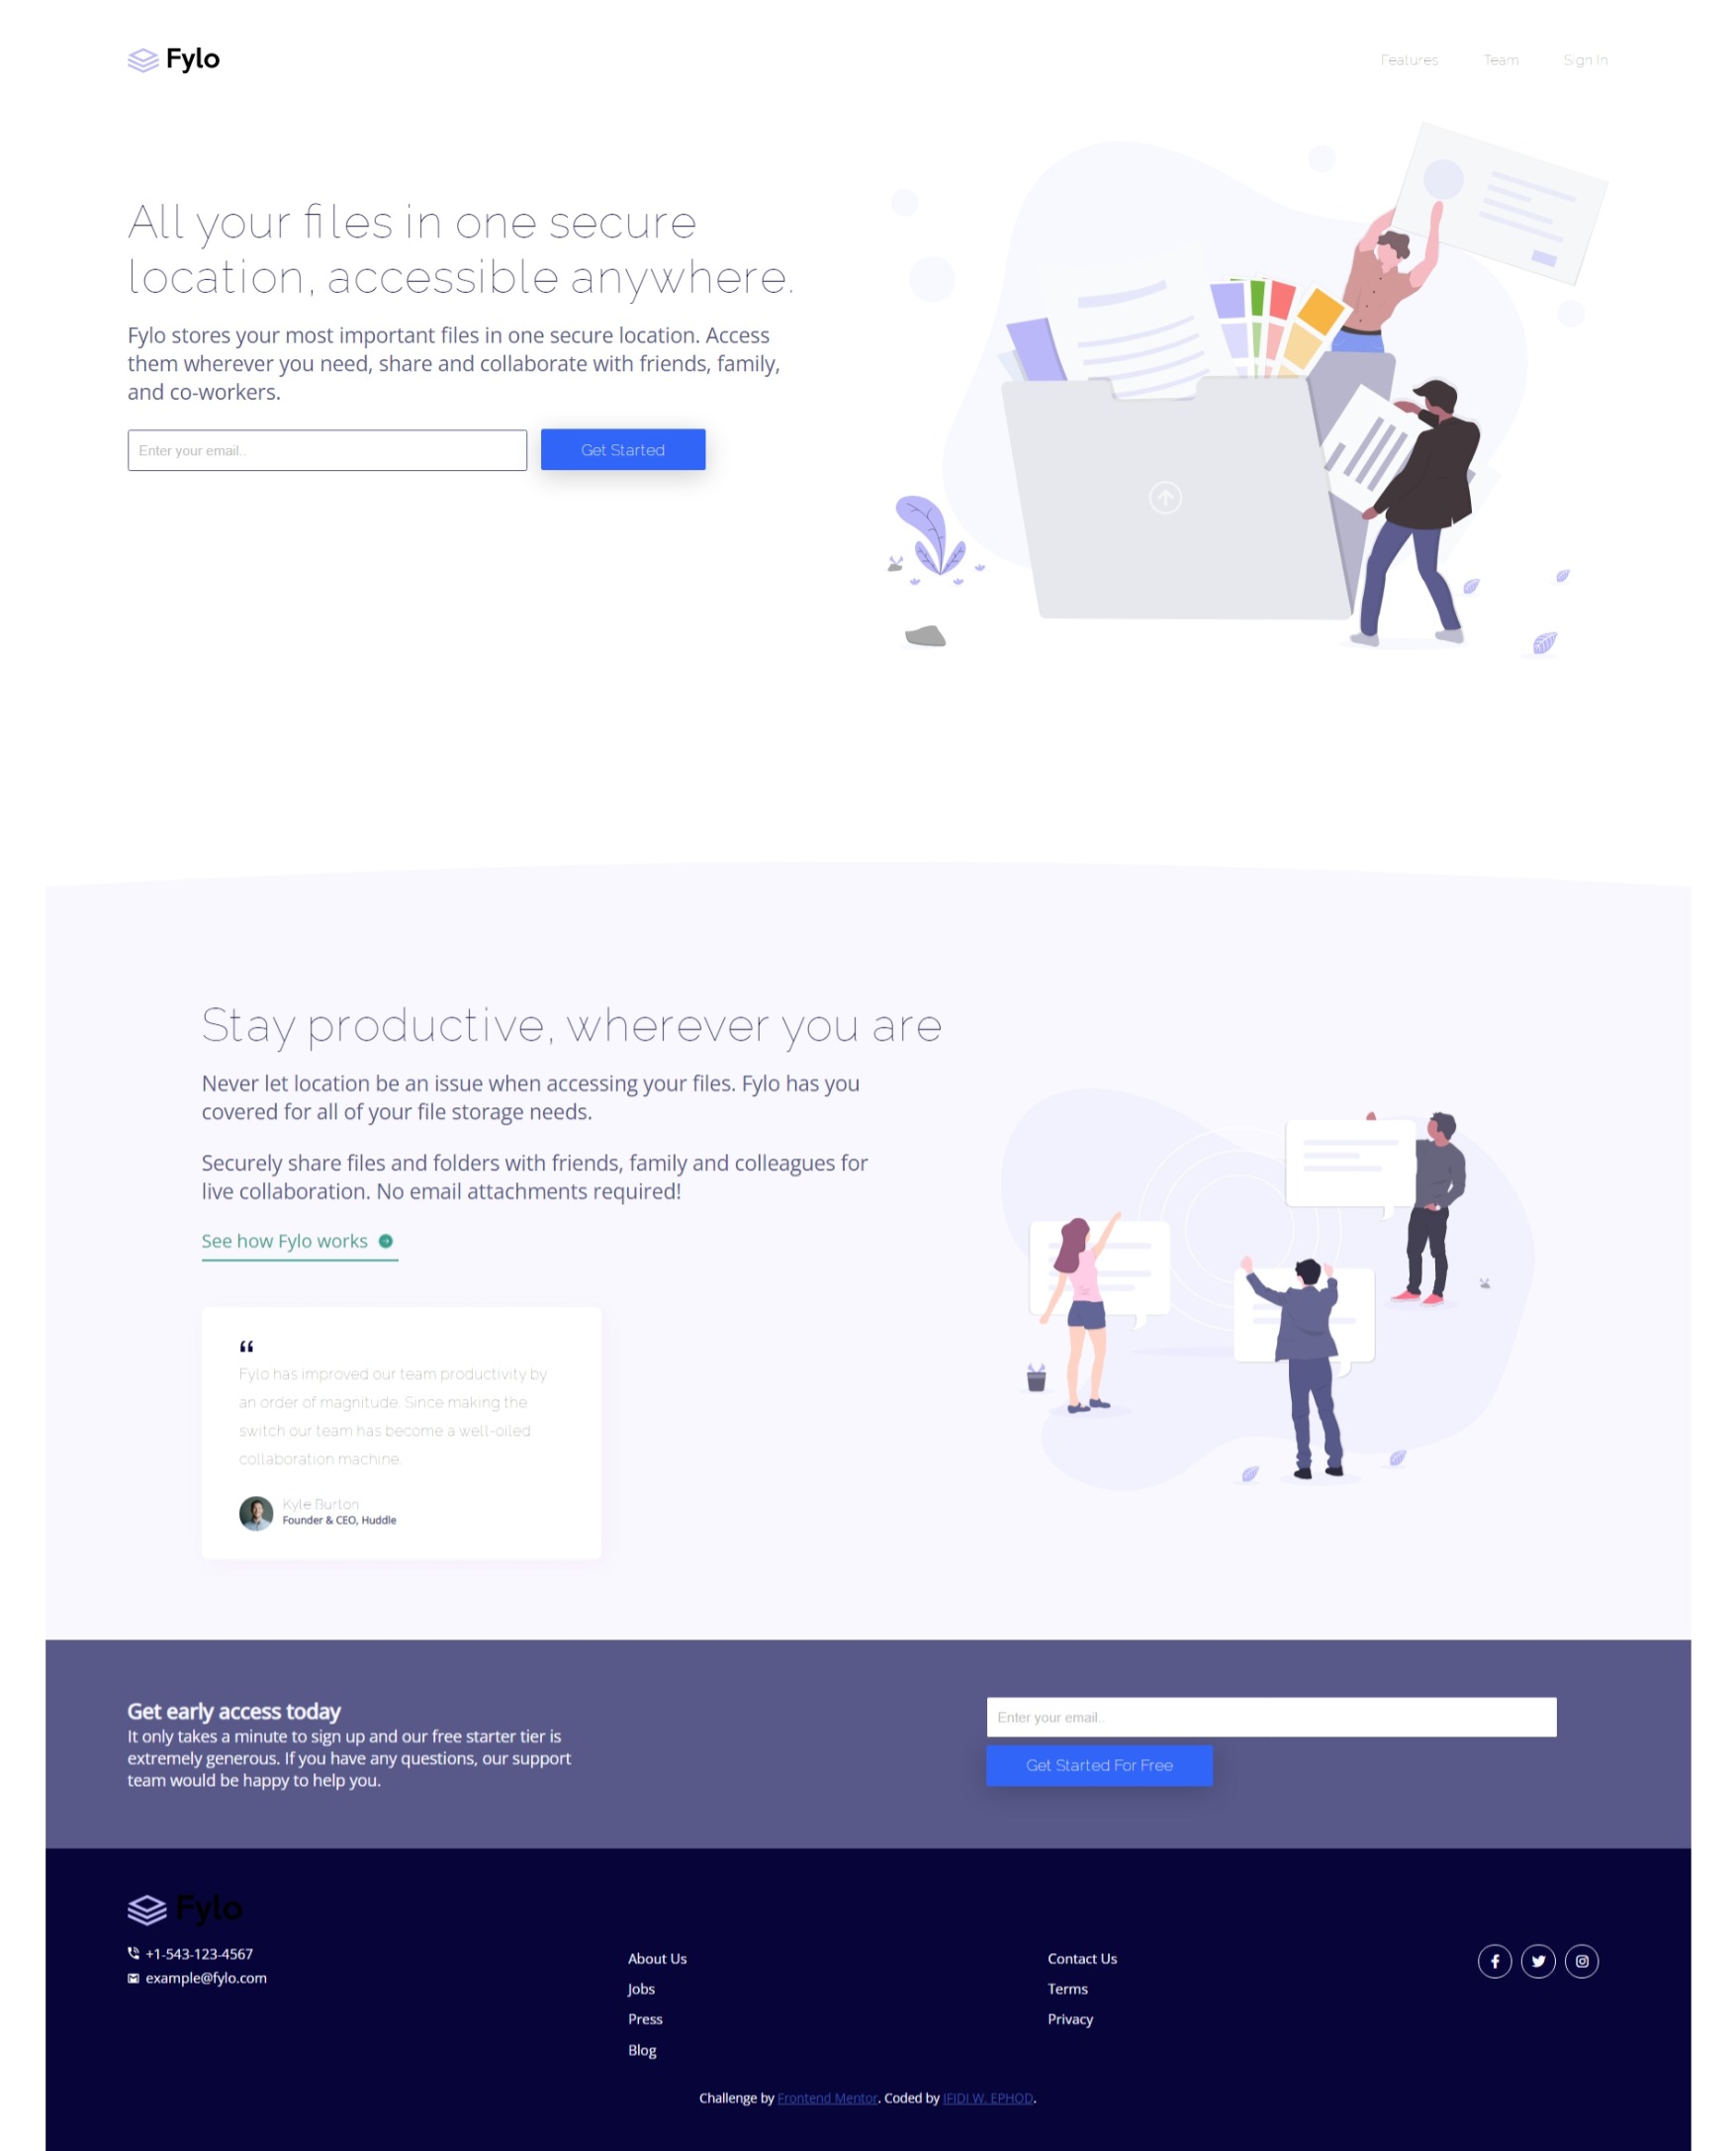 Fylo
Features
Team
Sign In
All your files in one secure
location, accessible anywhere.
Fylo stores your most important files in one secure location. Access
them wherever you need, share and collaborate with friends, family,
and co-workers.
Enter your email..
Get Started
Stay productive, wherever you are
Never let location be an issue when accessing your files. Fylo has you
covered for all of your file storage needs.
Securely share files and folders with friends, family and colleagues for
live collaboration. No email attachments required!
See how Fylo works
“
Fylo has improved our team productivity by
an order of magnitude. Since making the
switch our team has become a well-oiled
collaboration machine.
Kyle Burton
Founder & CEO, Huddle
Get early access today
It only takes a minute to sign up and our free starter tier is
extremely generous. If you have any questions, our support
team would be happy to help you.
Enter your email..
Get Started For Free
Fylo
+1-543-123-4567
example@fylo.com
About Us
Jobs
Press
Blog
Contact Us
Terms
Privacy
Challenge by Frontend Mentor. Coded by IFIDI W. EPHOD.